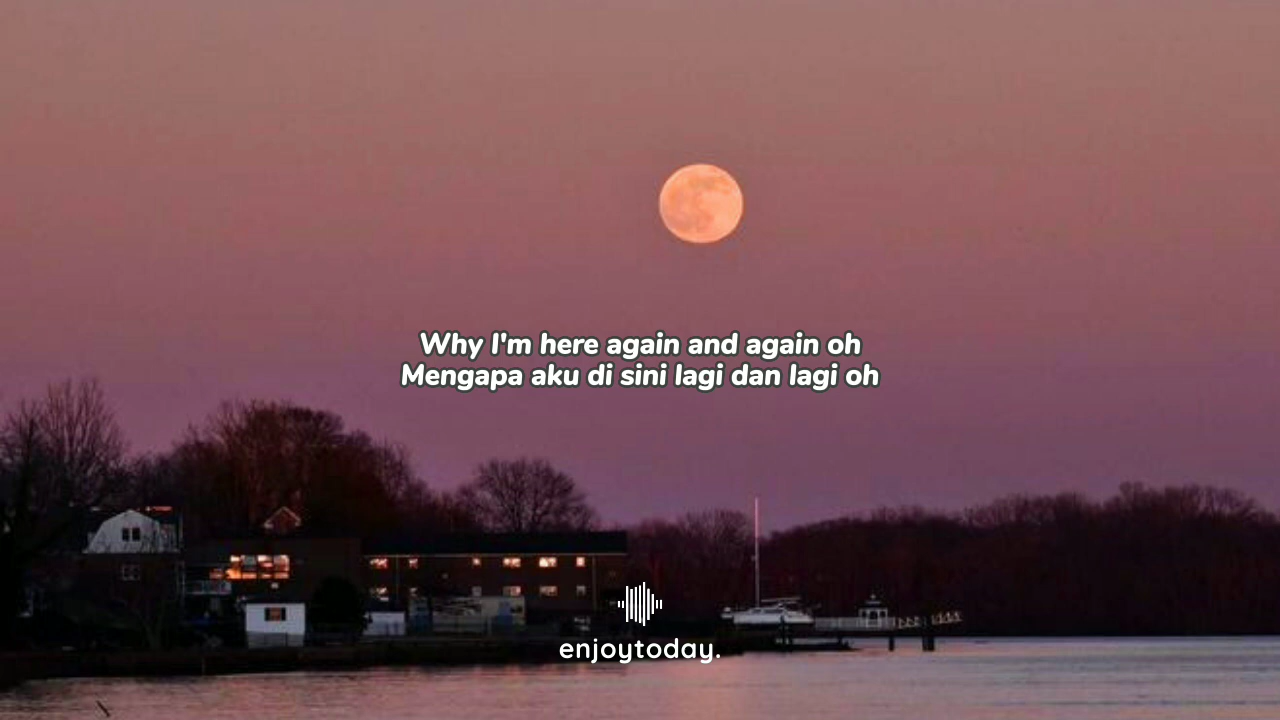 Why I'm here again and again oh
Mengapa aku di sini lagi dan lagi oh
enjoytoday.